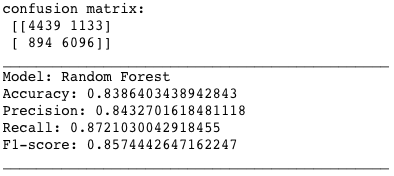 confusion matrix:
[[4439 1133]
[ 894 6096]]
Model: Random Forest
Accuracy: 0.8386403438942843
Precision: 0.8432701618481118
Recall: 0.8721030042918455
F1-score: 0.8574442647162247